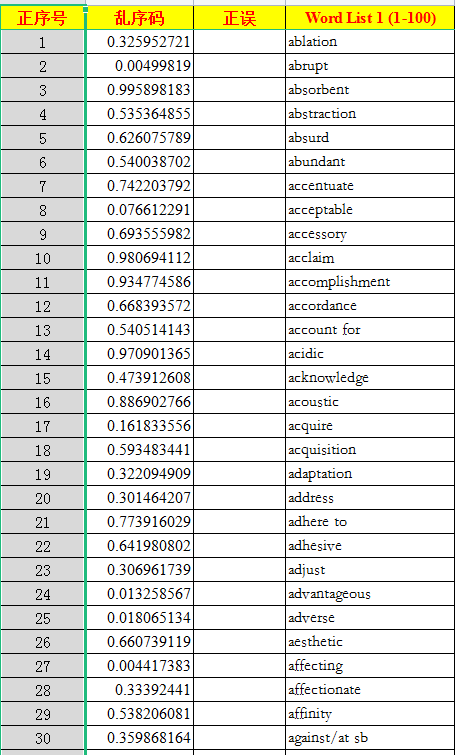 正序号 乱序码 正误 Word List 1 (1-100)
1 0.325952721 ablation
2 0.00499819 abrupt
3 0.995898183 absorbent
4 0.535364855 abstraction
5 0.626075789 absurd
6 0.540038702 abundant
7 0.742203792 accentuate
8 0.076612291 acceptable
9 0.693555982 accessory
10 0.980694112 acclaim
11 0.934774586 accomplishment
12 0.668393572 accordance
13 0.540514143 account for
14 0.970901365 acidic
15 0.473912608 acknowledge
16 0.886902766 acoustic
17 0.161833556 acquire
18 0.593483441 acquisition
19 0.322094909 adaptation
20 0.301464207 address
21 0.773916029 adhere to
22 0.641980802 adhesive
23 0.306961739 adjust
24 0.013258567 advantageous
25 0.018065134 adverse
26 0.660739119 aesthetic
27 0.004417383 affecting
28 0.33392441 affectionate
29 0.538206081 affinity
30 0.359868164 against/at sb